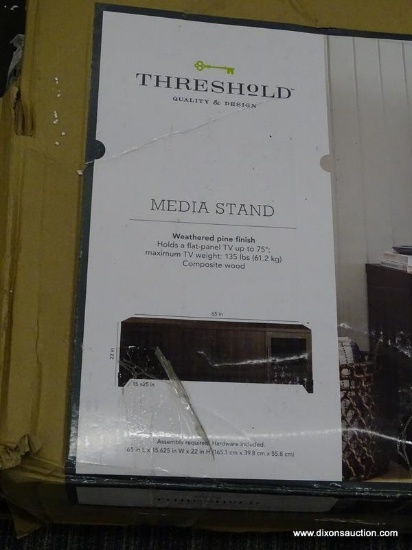 THRESHOLD™
QUALITY & DESIGN
MEDIA STAND
Weathered pine finish
Holds a flat-panel TV up to 75";
maximum TV weight: 135 lbs (61.2 kg)
Composite wood
65 in
22 in
15.625 in
Assembly required. Hardware included.
65 in L x 15.625 in W x 22 in H (165.1 cm x 39.8 cm x 55.8 cm)
THRESHOLD
www.dixonsauction.com